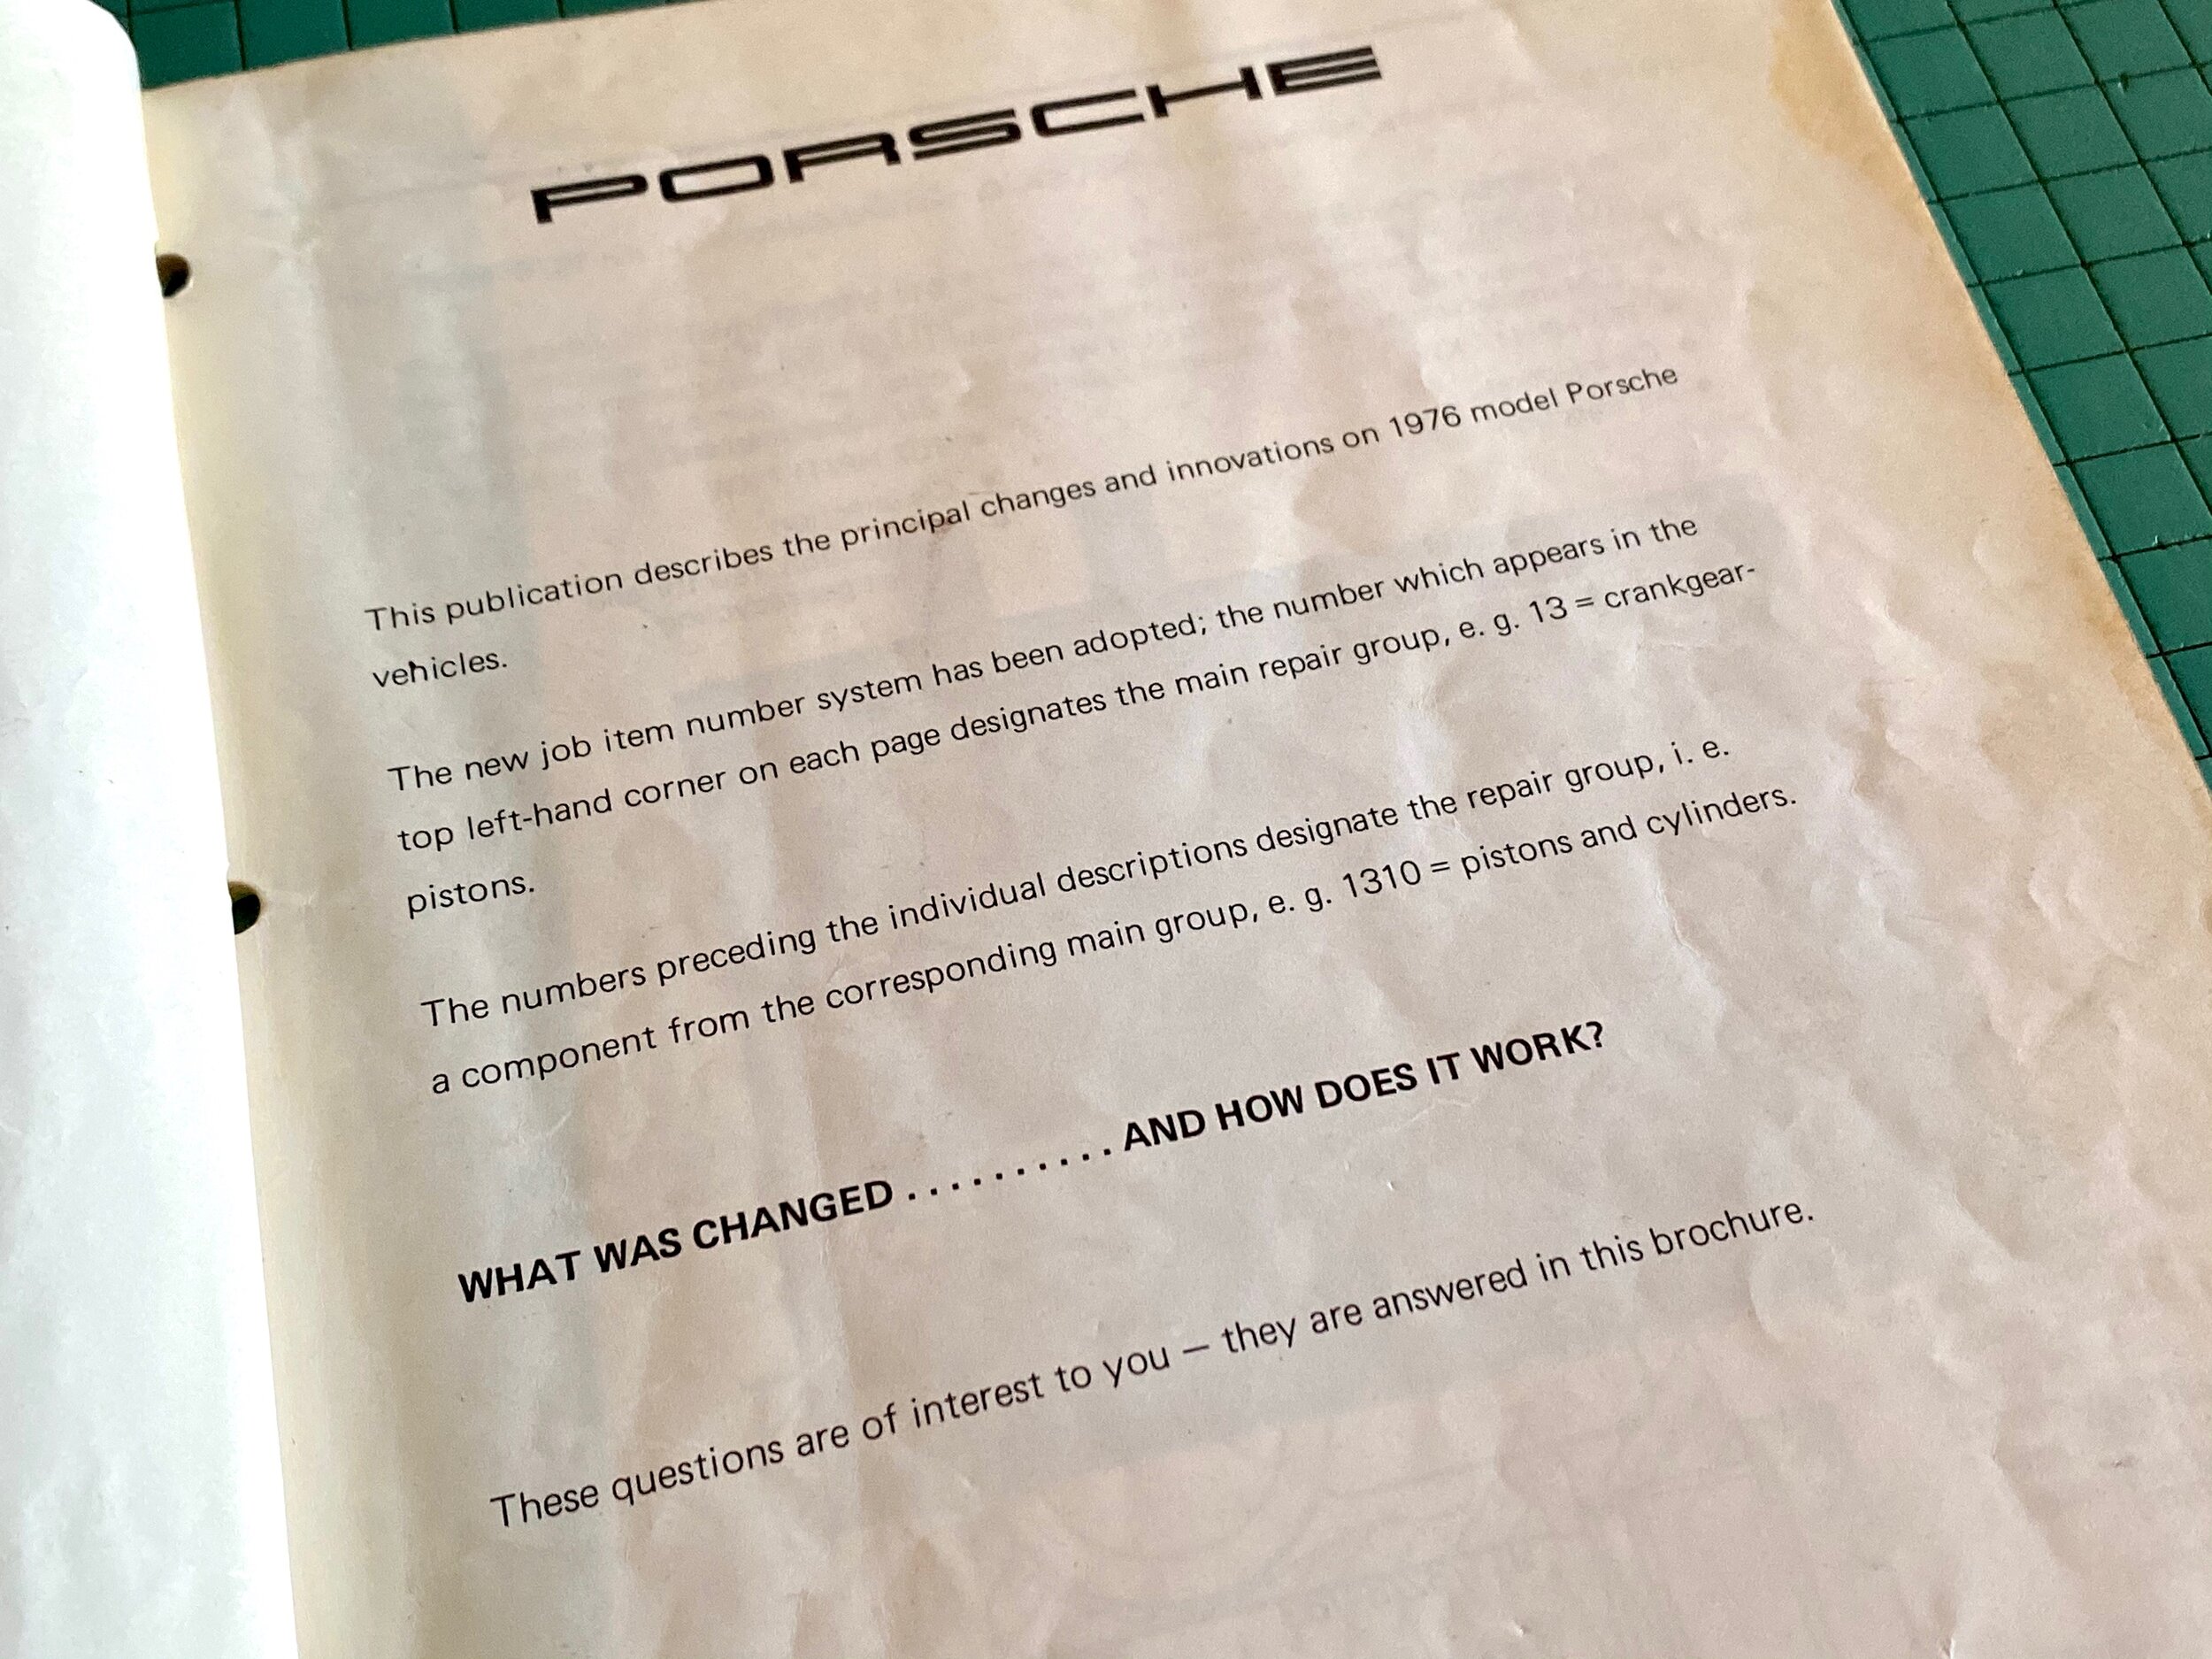 PORSCHE
This publication describes the principal changes and innovations on 1976 model Porsche
vehicles.
The new job item number system has been adopted; the number which appears in the
top left-hand corner on each page designates the main repair group, e. g. 13 = crankgear-
pistons.
The numbers preceding the individual descriptions designate the repair group, i. e.
a component from the corresponding main group, e. g. 1310 = pistons and cylinders.
WHAT WAS CHANGED .......... AND HOW DOES IT WORK?
These questions are of interest to you – they are answered in this brochure.